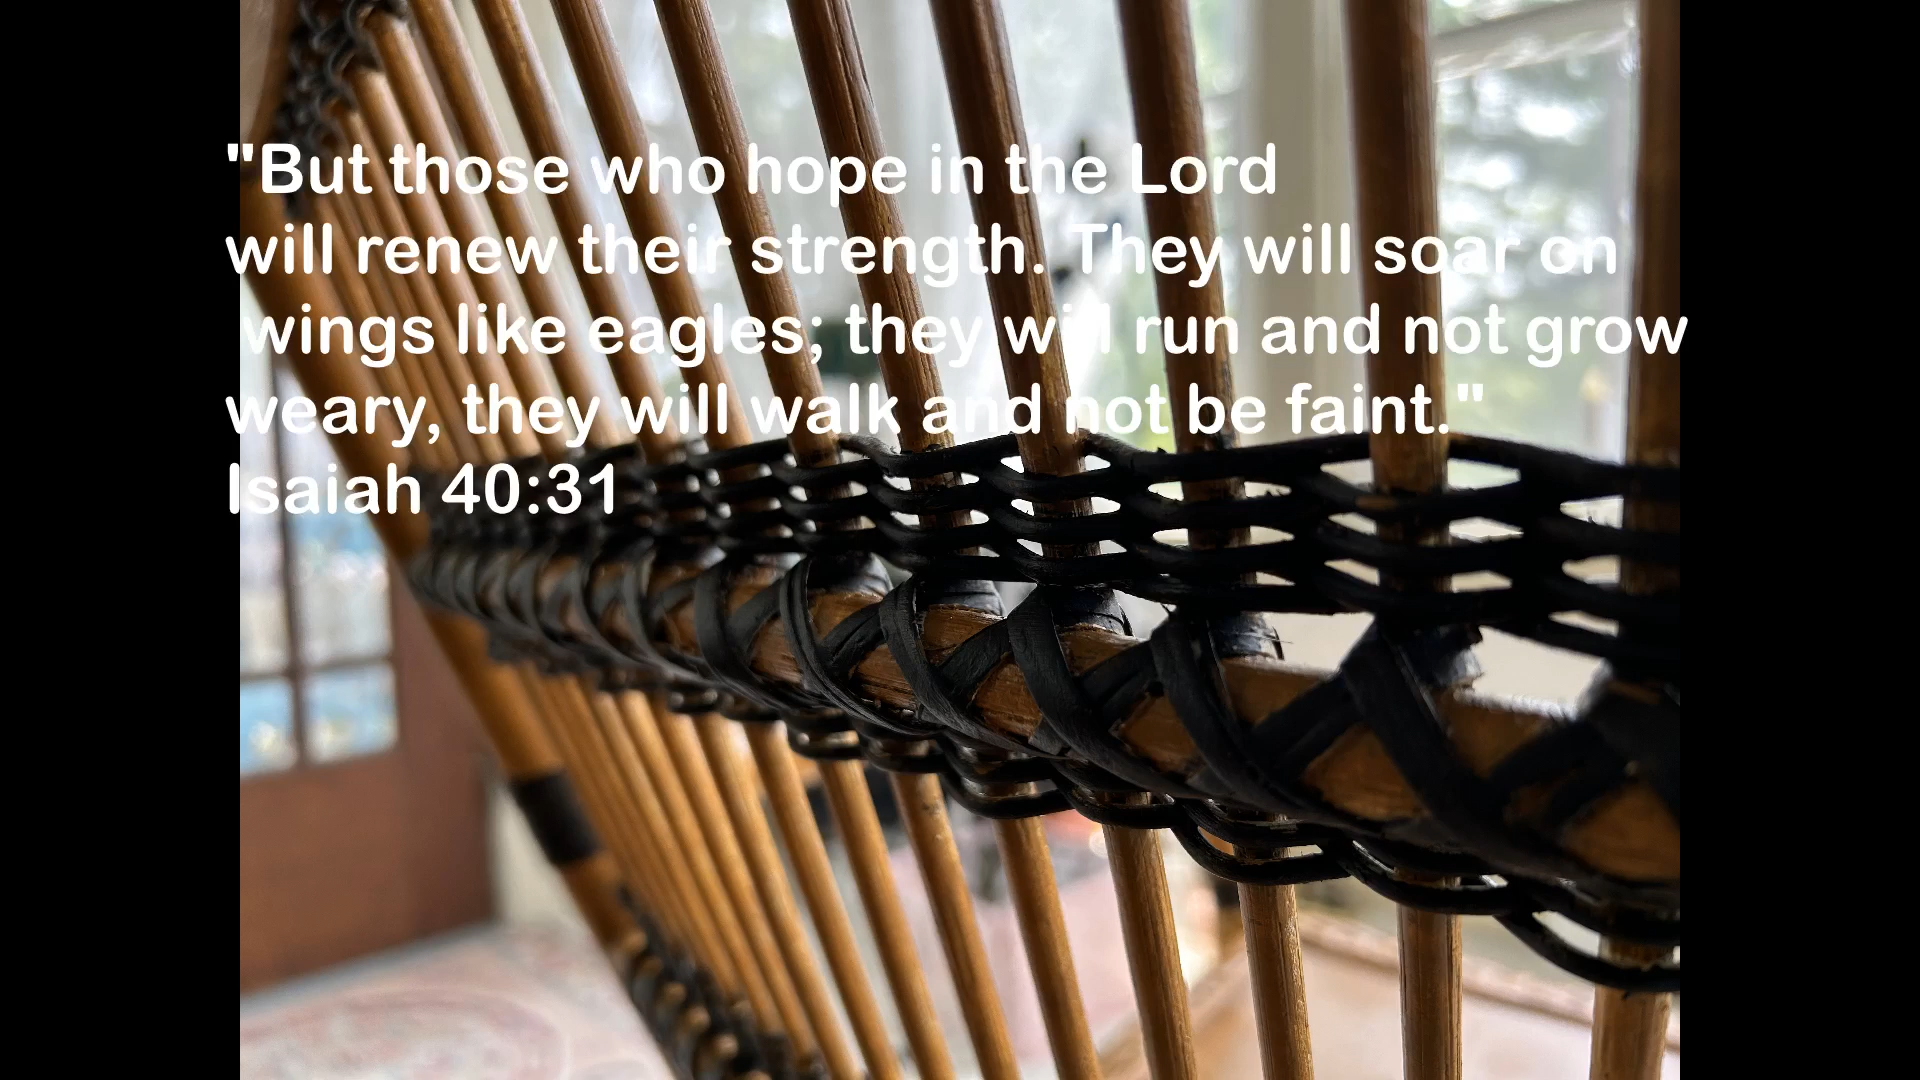 "But those who hope in the Lord
will renew their strength. They will soar on
wings like eagles; they will run and not grow
weary, they will walk and not be faint."
Isaiah 40:31